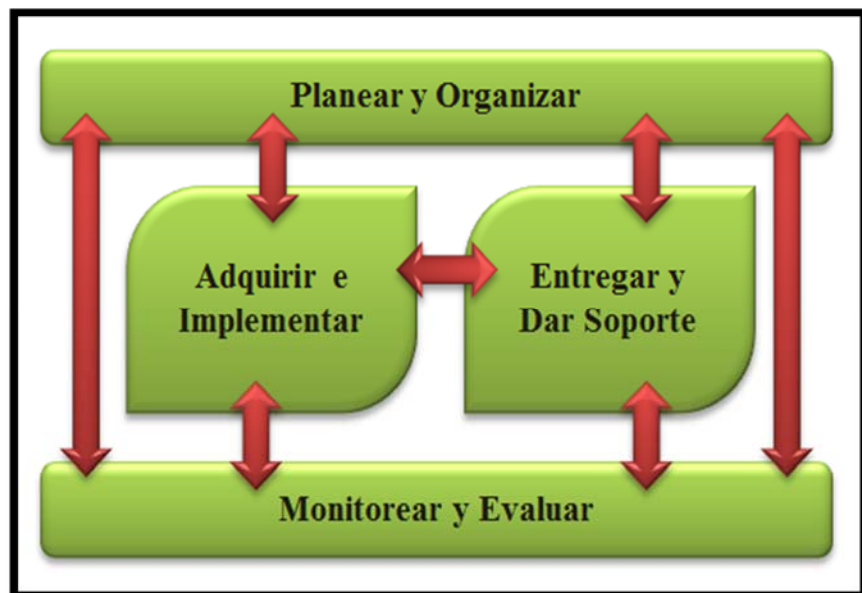 Planear y Organizar
Adquirir e
Implementar
Entregar y
Dar Soporte
Monitorear y Evaluar